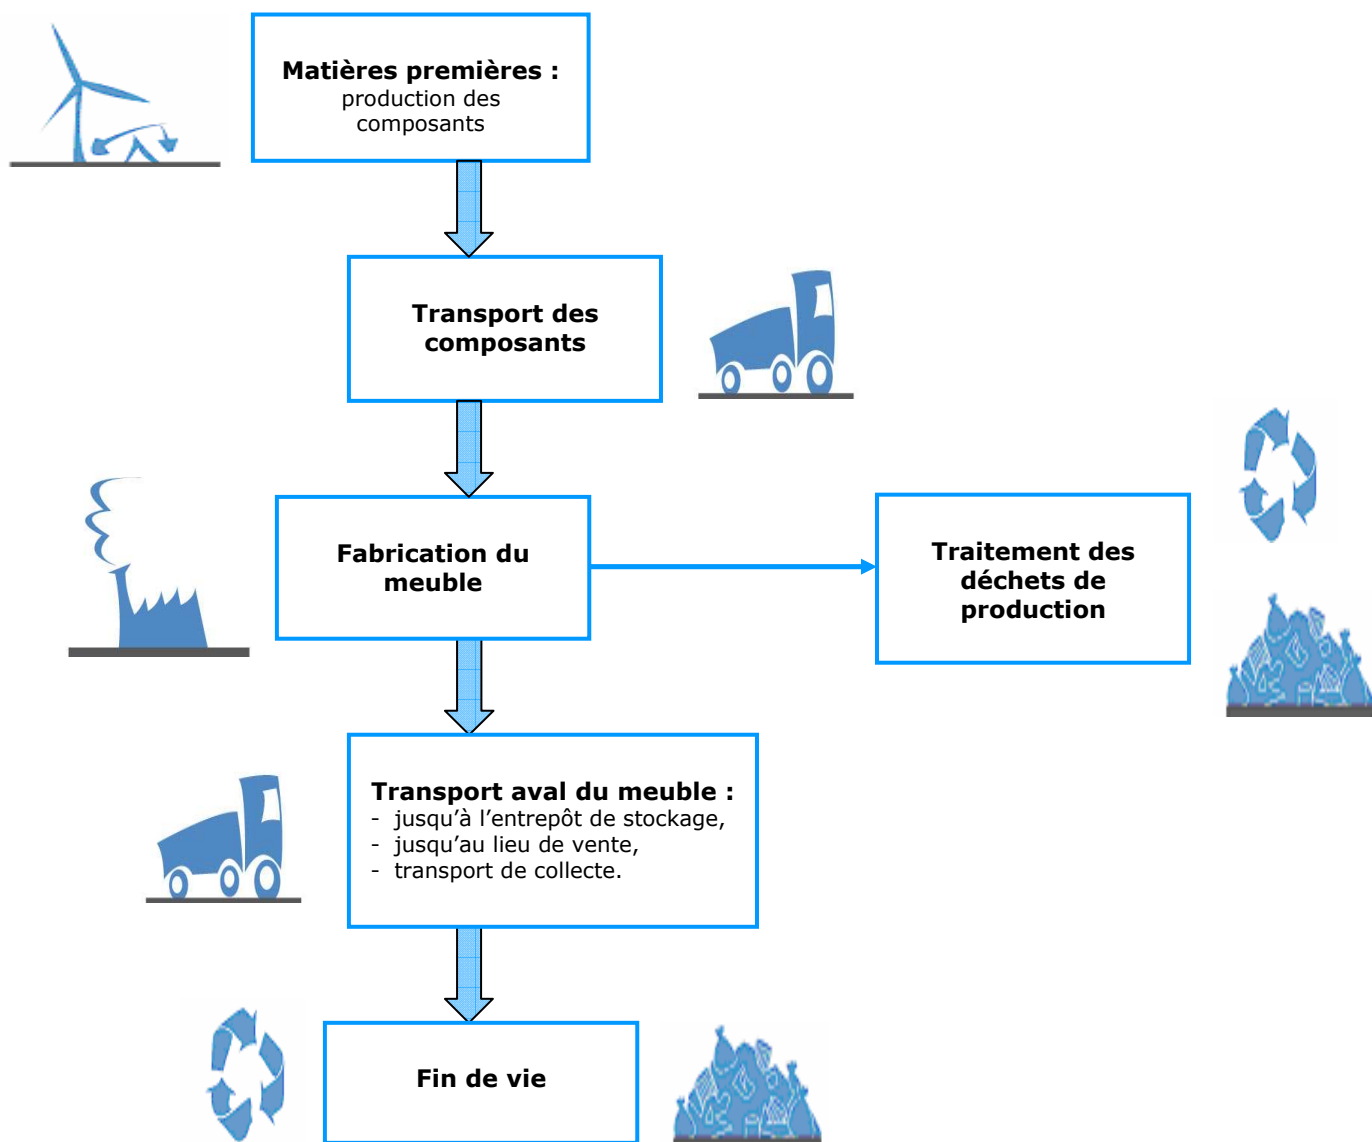 Matières premières :
production des
composants
Transport des
composants
Fabrication du
meuble
Traitement des
déchets de
production
Transport aval du meuble :
- jusqu’à l’entrepôt de stockage,
- jusqu’au lieu de vente,
- transport de collecte.
Fin de vie